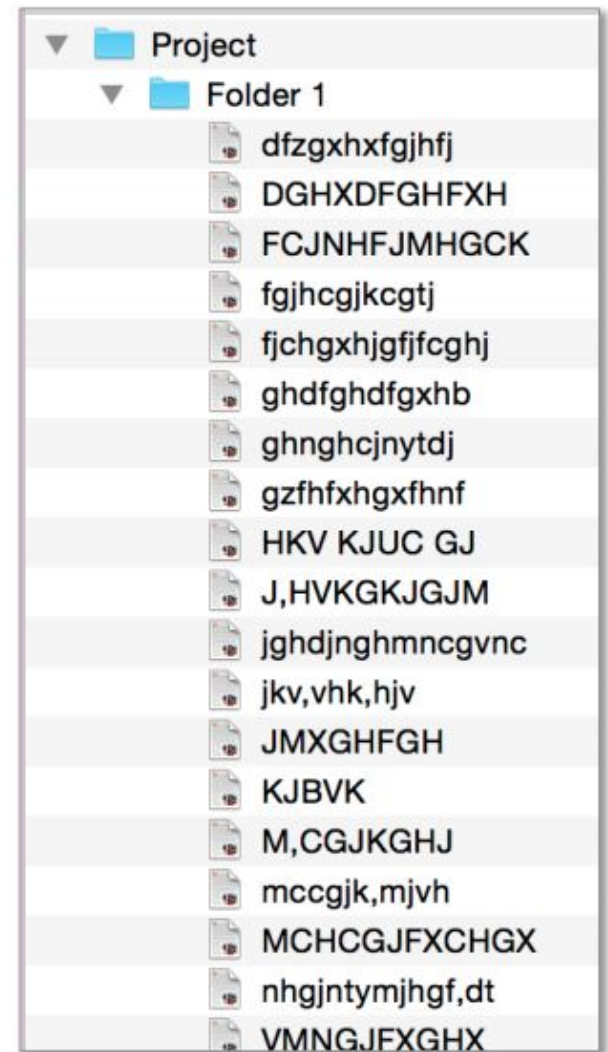 Project
Folder 1
dfzgxhxfgjhfj
DGHXDFGHFXH
FCJNHFJMHGCK
fgjhcgjkcgtj
fjchgxhjgfjfcghj
ghdfghdfgxhb
ghnghcjnytdj
gzfhfxhgxfhnf
HKV KJUC GJ
J,HVKGKJGJM
jghdjnghmncgvnc
jkv,vhk,hjv
JMXGHFGH
KJBVK
M,CGJKGHJ
mccgjk,mjvh
MCHCGJFXCHGX
nhgjntymjhgf,dt
VMNGJFXGHX